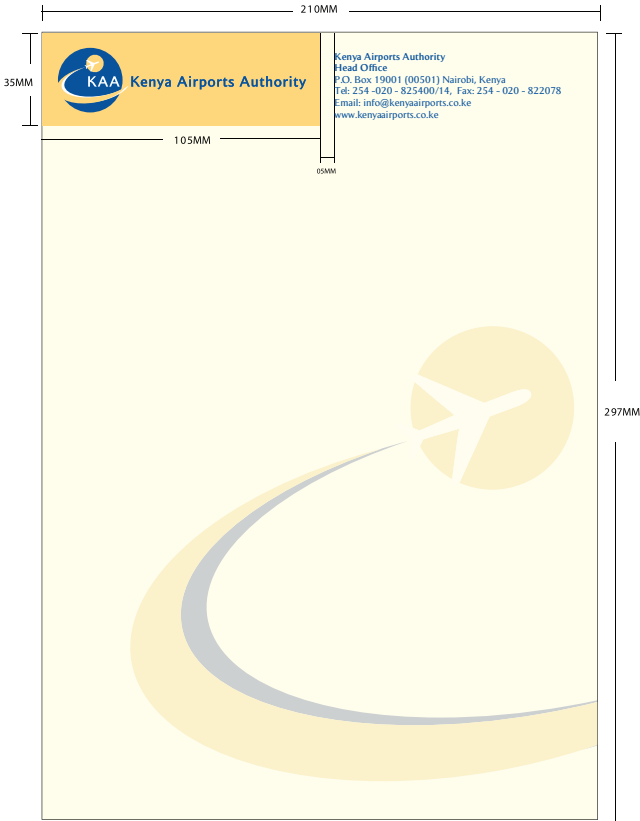 210MM
35MM
KAA Kenya Airports Authority
Kenya Airports Authority
Head Office
P.O. Box 19001 (00501) Nairobi, Kenya
Tel: 254 -020 - 825400/14, Fax: 254 - 020 - 822078
Email: info@kenyaairports.co.ke
www.kenyaairports.co.ke
105MM
05MM
297MM